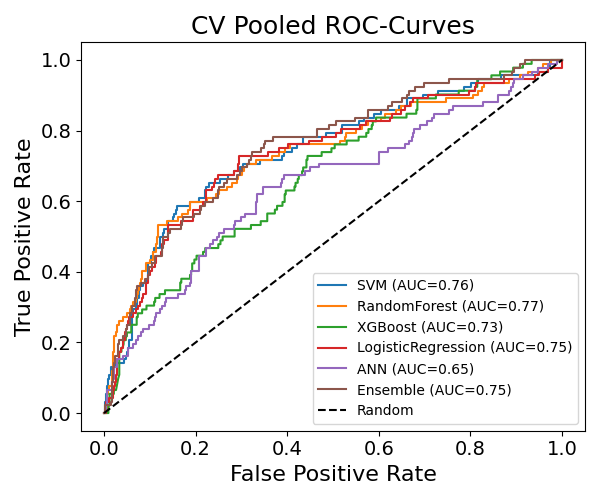 CV Pooled ROC-Curves
True Positive Rate
1.0
0.8
0.6
0.4
0.2
0.0
SVM (AUC=0.76)
RandomForest (AUC=0.77)
XGBoost (AUC=0.73)
LogisticRegression (AUC=0.75)
ANN (AUC=0.65)
Ensemble (AUC=0.75)
Random
0.0 0.2 0.4 0.6 0.8 1.0
False Positive Rate